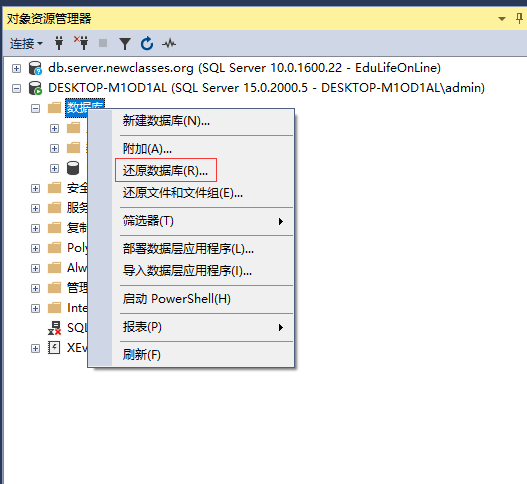 对象资源管理器
连接
db.server.newclasses.org (SQL Server 10.0.1600.22 - EduLifeOnLine)
DESKTOP-M1OD1AL (SQL Server 15.0.2000.5 - DESKTOP-M1OD1AL\admin)
数据库
新建数据库(N)...
附加(A)...
还原数据库(R)...
还原文件和文件组(E)...
筛选器(T)
部署数据层应用程序(L)...
导入数据层应用程序(I)...
启动 PowerShell(H)
报表(P)
刷新(F)
安全
服务
复制
Poly
Alw
管理
Inte
SQL
XEv